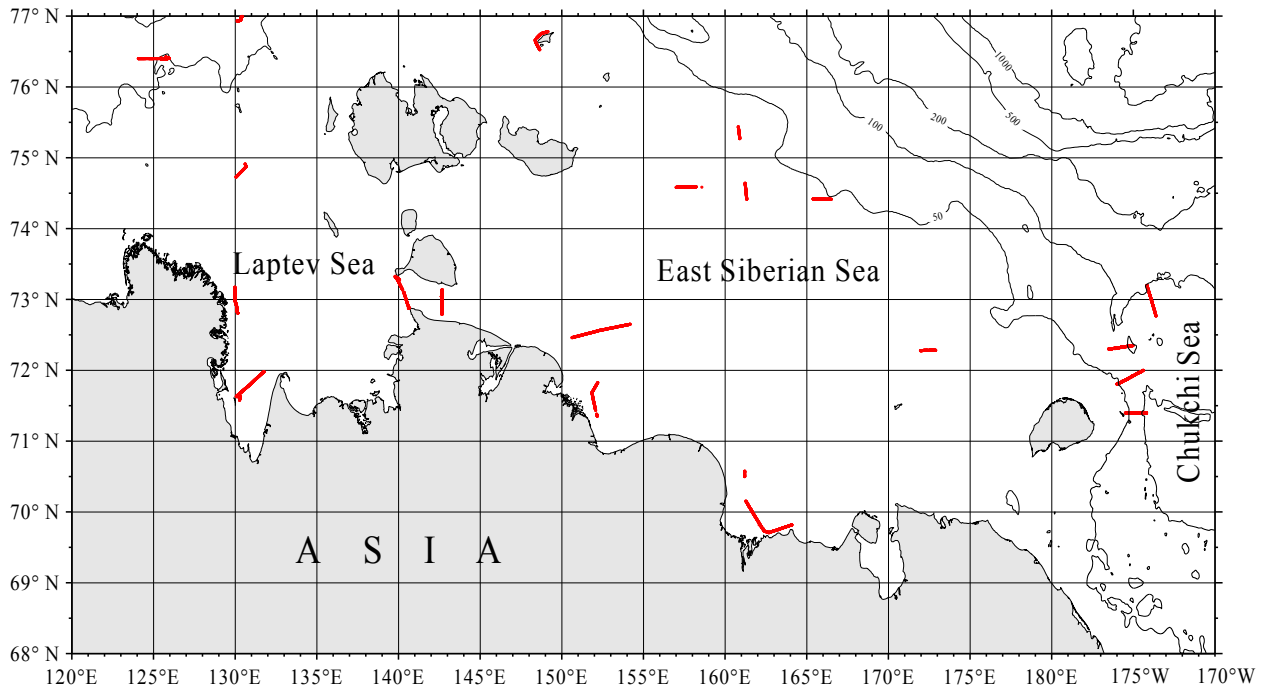 77° N
76° N
75° N
74° N
73° N
72° N
71° N
70° N
69° N
68° N
1000
500
200
100
50
Laptev Sea
East Siberian Sea
Chukchi Sea
A S I A
120°E 125°E 130°E 135°E 140°E 145°E 150°E 155°E 160°E 165°E 170°E 175°E 180°E 175°W 170°W